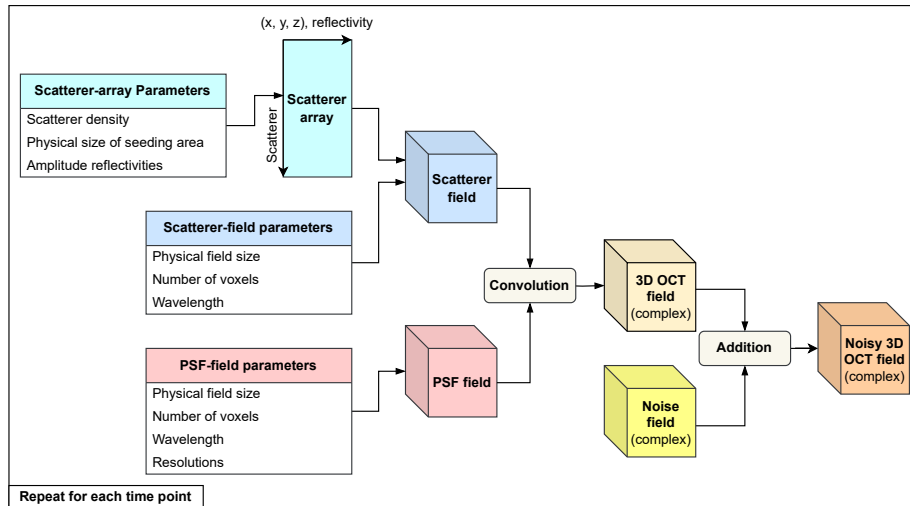 (x, y, z), reflectivity
Scatterer-array Parameters
Scatterer density
Physical size of seeding area
Amplitude reflectivities
Scatterer
Scatterer
array
Scatterer
field
Scatterer-field parameters
Physical field size
Number of voxels
Wavelength
Convolution
3D OCT
field
(complex)
Addition
Noisy 3D
OCT field
(complex)
PSF-field parameters
Physical field size
Number of voxels
Wavelength
Resolutions
PSF field
Noise
field
(complex)
Repeat for each time point